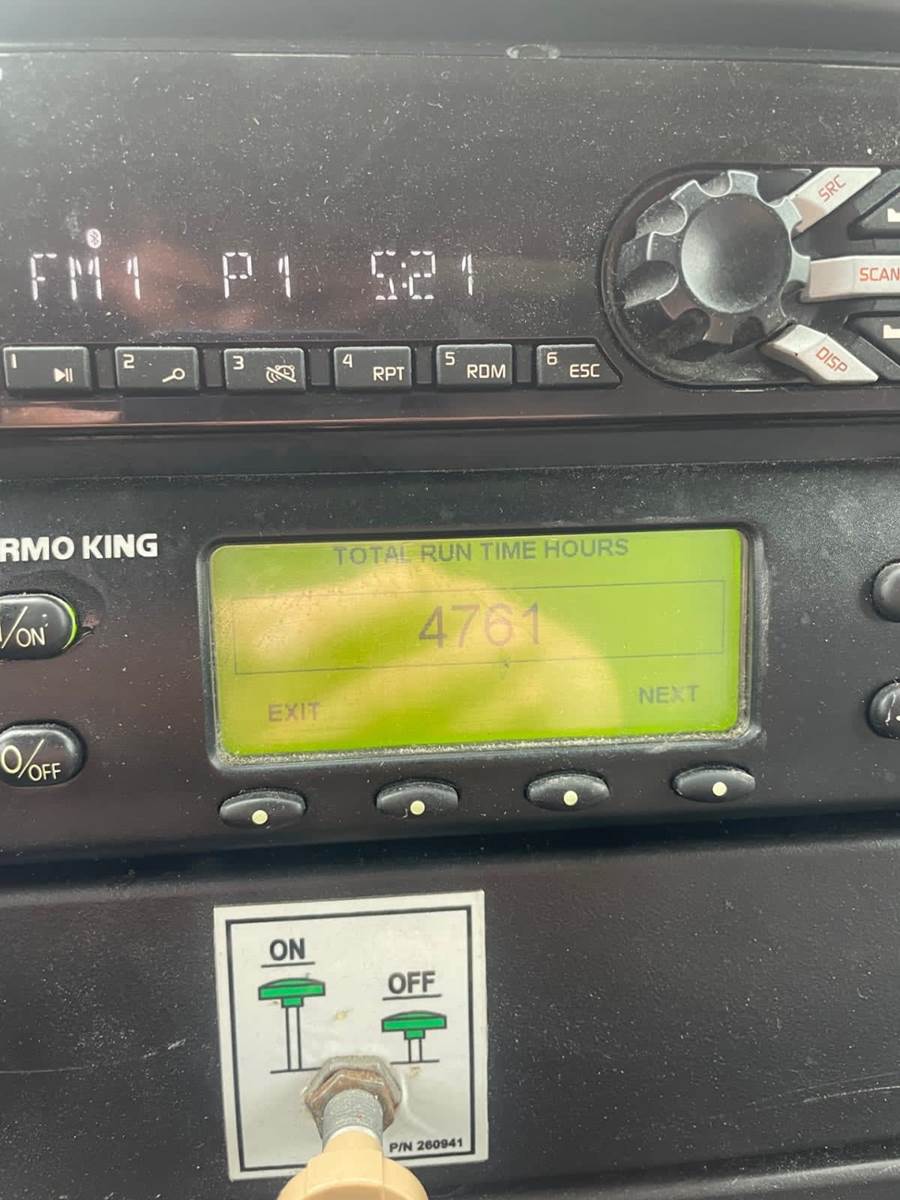 SRC
FM1 P1 5:21
SCAN
1 2 3 4 RPT 5 RDM 6 ESC
DISP
RMO KING
TOTAL RUN TIME HOURS
4761
I/ON
EXIT NEXT
O/OFF
ON
OFF
P/N 260941